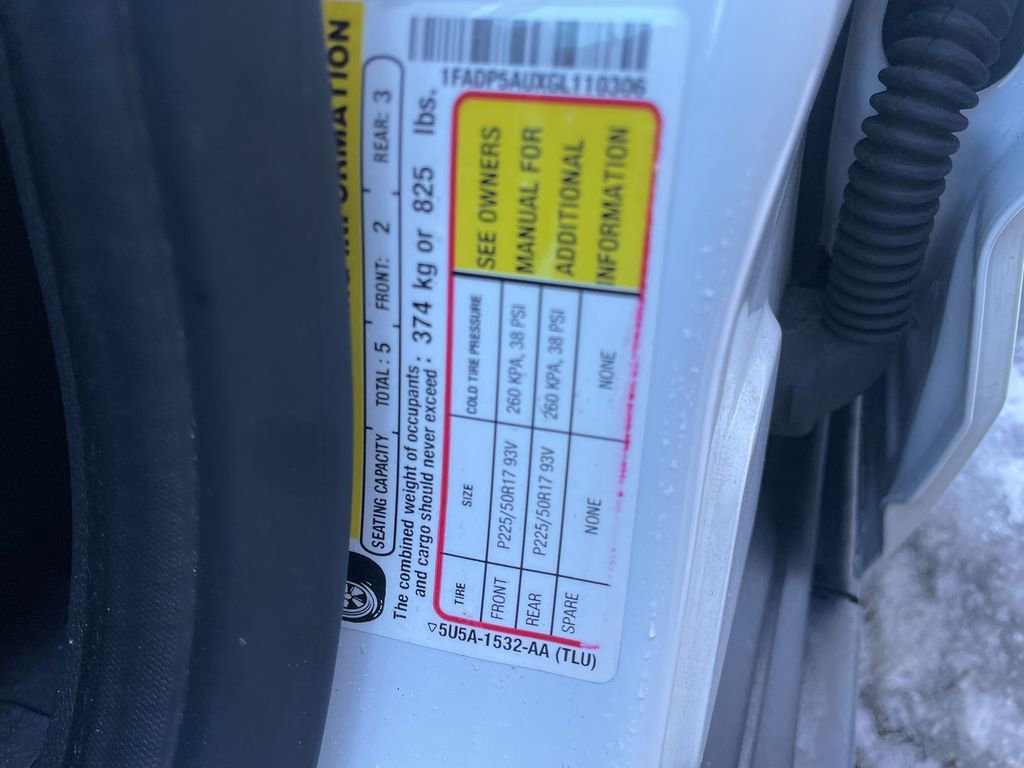 INFORMATION
SEATING CAPACITY TOTAL : 5 FRONT: 2 REAR: 3
The combined weight of occupants
and cargo should never exceed : 374 kg or 825 lbs.
TIRE SIZE COLD TIRE PRESSURE
FRONT P225/50R17 93V 260 KPA, 38 PSI
REAR P225/50R17 93V 260 KPA, 38 PSI
SPARE NONE NONE
SEE OWNERS
MANUAL FOR
ADDITIONAL
INFORMATION
5U5A-1532-AA (TLU)
1FADP5AUXGL110306